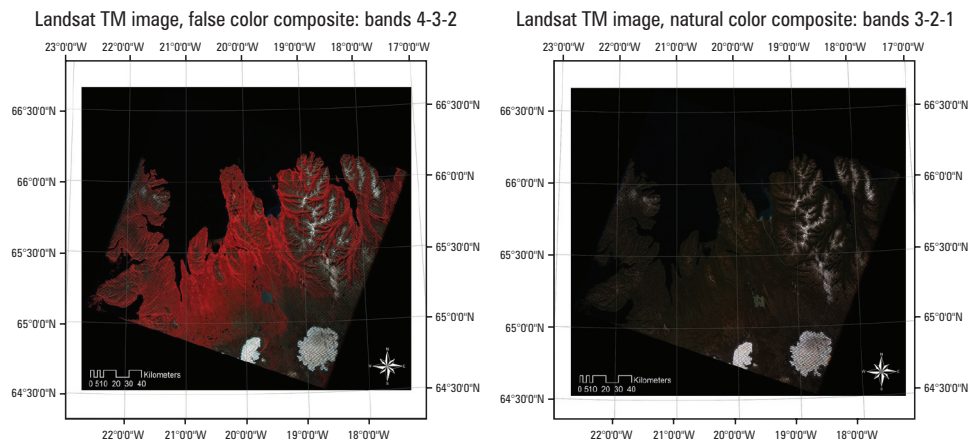 Landsat TM image, false color composite: bands 4-3-2
23°0'0"W 22°0'0"W 21°0'0"W 20°0'0"W 19°0'0"W 18°0'0"W 17°0'0"W
66°30'0"N 66°30'0"N
66°0'0"N 66°0'0"N
65°30'0"N 65°30'0"N
65°0'0"N 65°0'0"N
64°30'0"N 64°30'0"N
Kilometers
0 510 20 30 40
22°0'0"W 21°0'0"W 20°0'0"W 19°0'0"W 18°0'0"W
Landsat TM image, natural color composite: bands 3-2-1
23°0'0"W 22°0'0"W 21°0'0"W 20°0'0"W 19°0'0"W 18°0'0"W 17°0'0"W
66°30'0"N 66°30'0"N
66°0'0"N 66°0'0"N
65°30'0"N 65°30'0"N
65°0'0"N 65°0'0"N
64°30'0"N 64°30'0"N
Kilometers
0 510 20 30 40
22°0'0"W 21°0'0"W 20°0'0"W 19°0'0"W 18°0'0"W